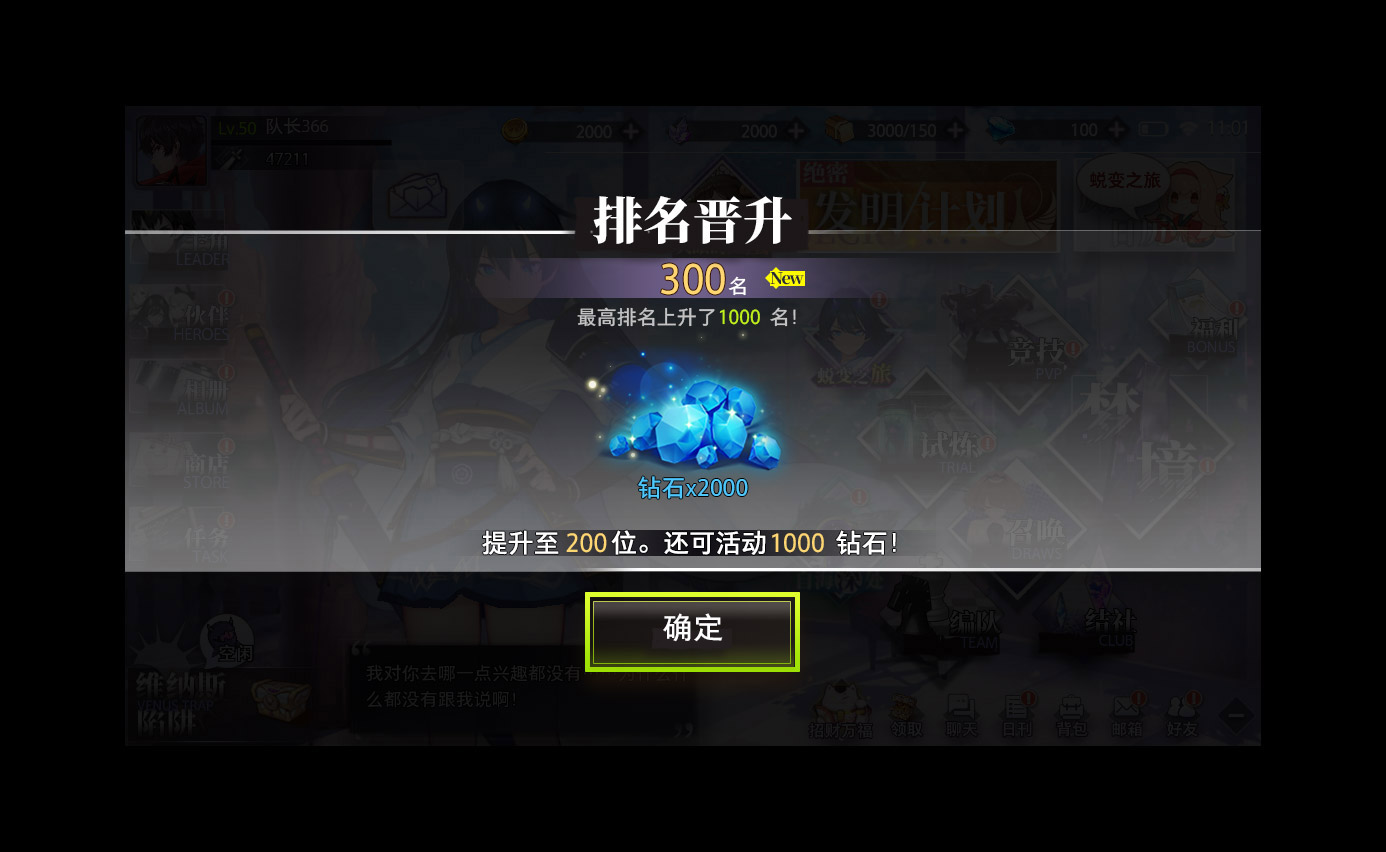 Lv.50 队长366
47211
2000
2000
3000/150
100
11:01
绝密
发明/计划
蜕变之旅
排名晋升
300名 New
最高排名上升了1000 名!
LEADER
伙伴
HEROES
相册
ALBUM
商店
STORE
任务
TASK
蜕变之旅
竞技
PVP
福利
BONUS
梦境
试炼
TRIAL
召唤
DRAWS
钻石x2000
提升至 200位。还可活动1000 钻石!
确定
编队
TEAM
结社
CLUB
空闲
维纳斯
VENUS TRAP
陷阱
我对你去哪一点兴趣都没有
么都没有跟我说啊!
招财万福
领取
聊天
日刊
背包
邮箱
好友